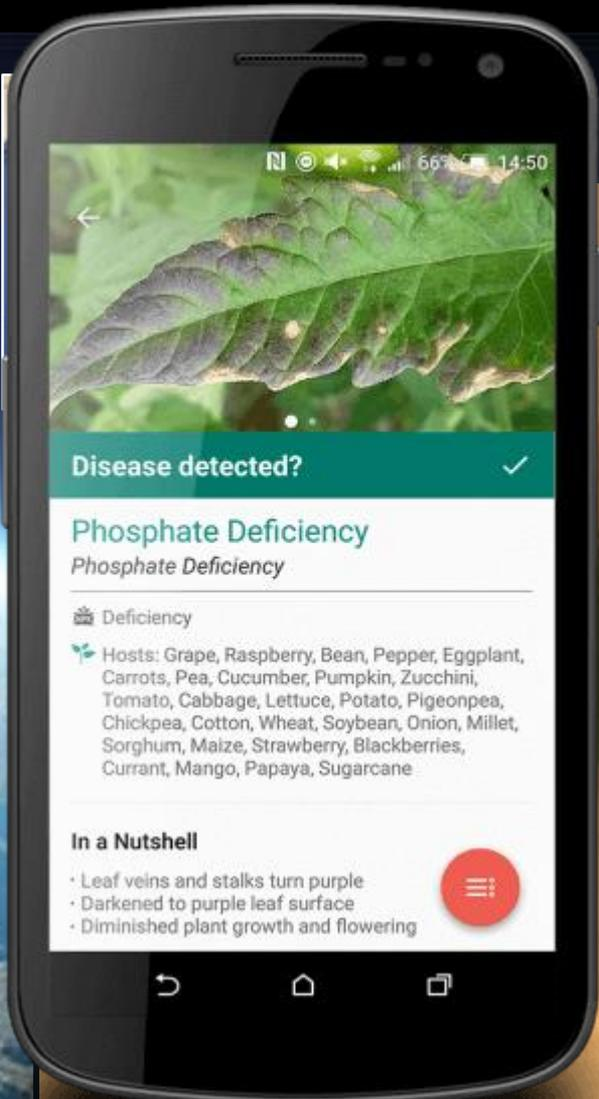 66% 14:50
Disease detected?
Phosphate Deficiency
Phosphate Deficiency
Deficiency
Hosts: Grape, Raspberry, Bean, Pepper, Eggplant,
Carrots, Pea, Cucumber, Pumpkin, Zucchini,
Tomato, Cabbage, Lettuce, Potato, Pigeonpea,
Chickpea, Cotton, Wheat, Soybean, Onion, Millet,
Sorghum, Maize, Strawberry, Blackberries,
Currant, Mango, Papaya, Sugarcane
In a Nutshell
· Leaf veins and stalks turn purple
· Darkened to purple leaf surface
· Diminished plant growth and flowering